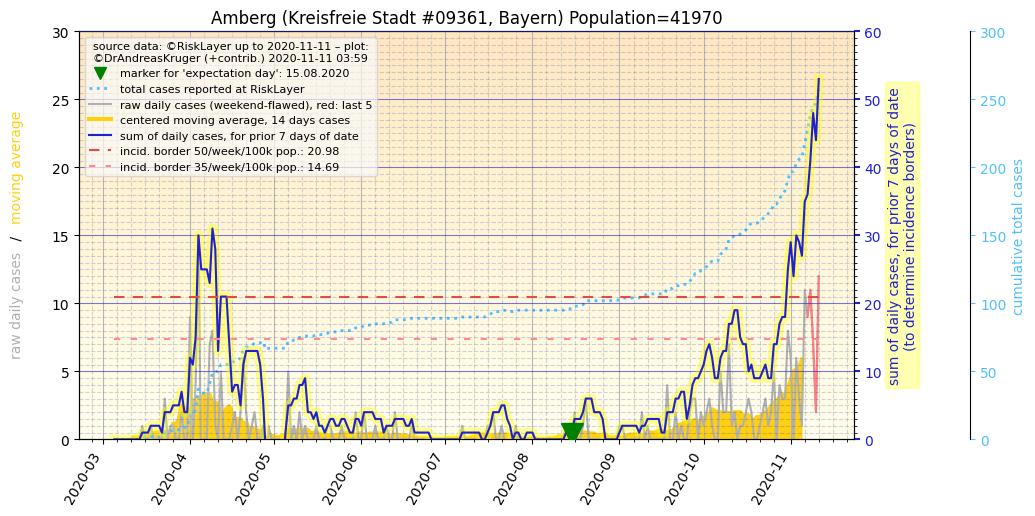 Amberg (Kreisfreie Stadt #09361, Bayern) Population=41970
source data: ©RiskLayer up to 2020-11-11 – plot:
©DrAndreasKruger (+contrib.) 2020-11-11 03:59
marker for 'expectation day': 15.08.2020
total cases reported at RiskLayer
raw daily cases (weekend-flawed), red: last 5
centered moving average, 14 days cases
sum of daily cases, for prior 7 days of date
incid. border 50/week/100k pop.: 20.98
incid. border 35/week/100k pop.: 14.69
raw daily cases / moving average
30
25
20
15
10
5
0
2020-03
2020-04
2020-05
2020-06
2020-07
2020-08
2020-09
2020-10
2020-11
60
50
40
30
20
10
0
sum of daily cases, for prior 7 days of date
(to determine incidence borders)
300
250
200
150
100
50
0
cumulative total cases